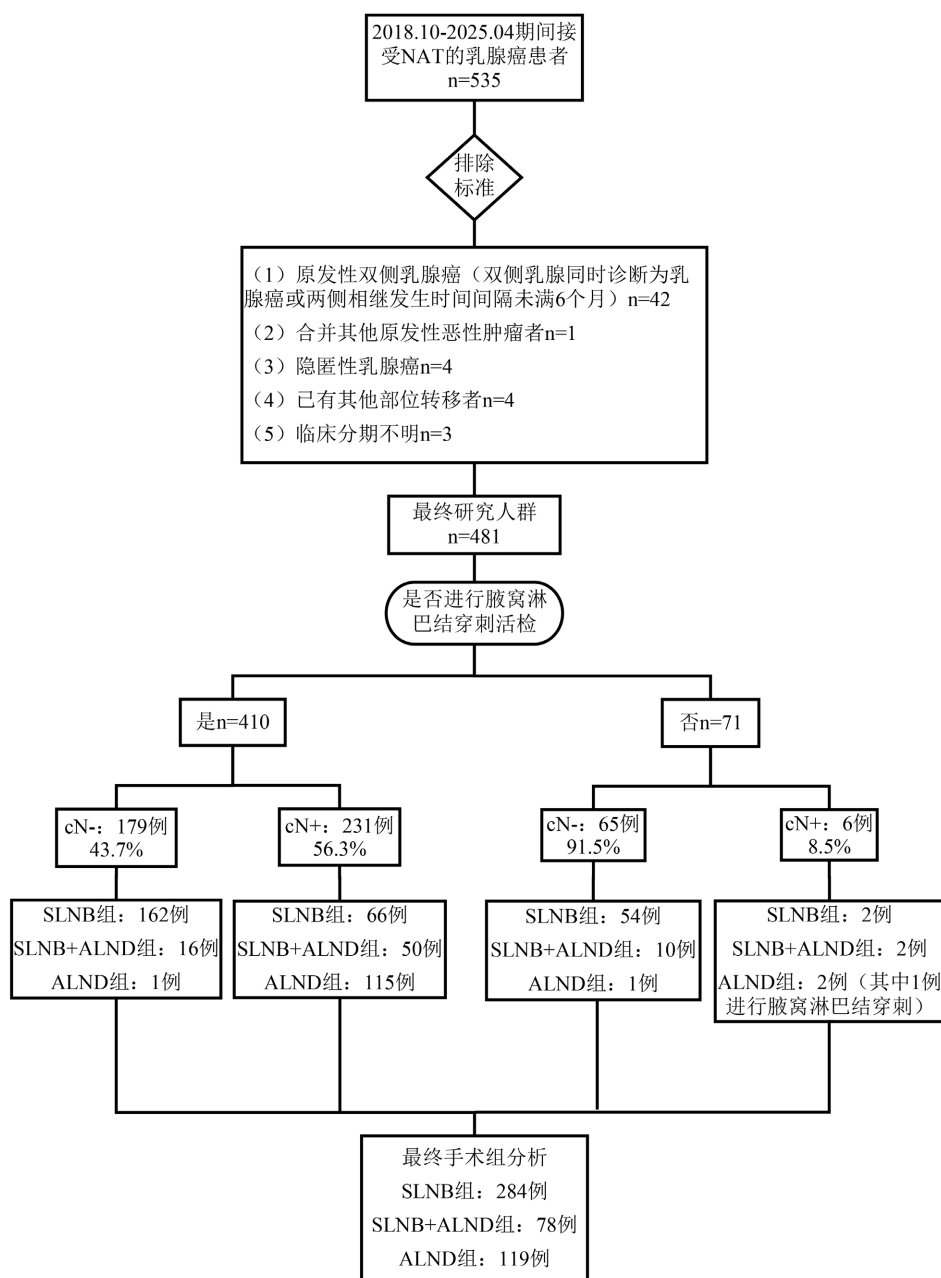 2018.10-2025.04期间接
受NAT的乳腺癌患者
n=535
排除
标准
（1）原发性双侧乳腺癌（双侧乳腺同时诊断为乳
腺癌或两侧相继发生时间间隔未满6个月）n=42
（2）合并其他原发性恶性肿瘤者n=1
（3）隐匿性乳腺癌n=4
（4）已有其他部位转移者n=4
（5）临床分期不明n=3
最终研究人群
n=481
是否进行腋窝淋
巴结穿刺活检
是n=410
否n=71
cN-：179例
43.7%
cN+：231例
56.3%
cN-：65例
91.5%
cN+：6例
8.5%
SLNB组：162例
SLNB+ALND组：16例
ALND组：1例
SLNB组：66例
SLNB+ALND组：50例
ALND组：115例
SLNB组：54例
SLNB+ALND组：10例
ALND组：1例
SLNB组：2例
SLNB+ALND组：2例
ALND组：2例（其中1例
进行腋窝淋巴结穿刺）
最终手术组分析
SLNB组：284例
SLNB+ALND组：78例
ALND组：119例